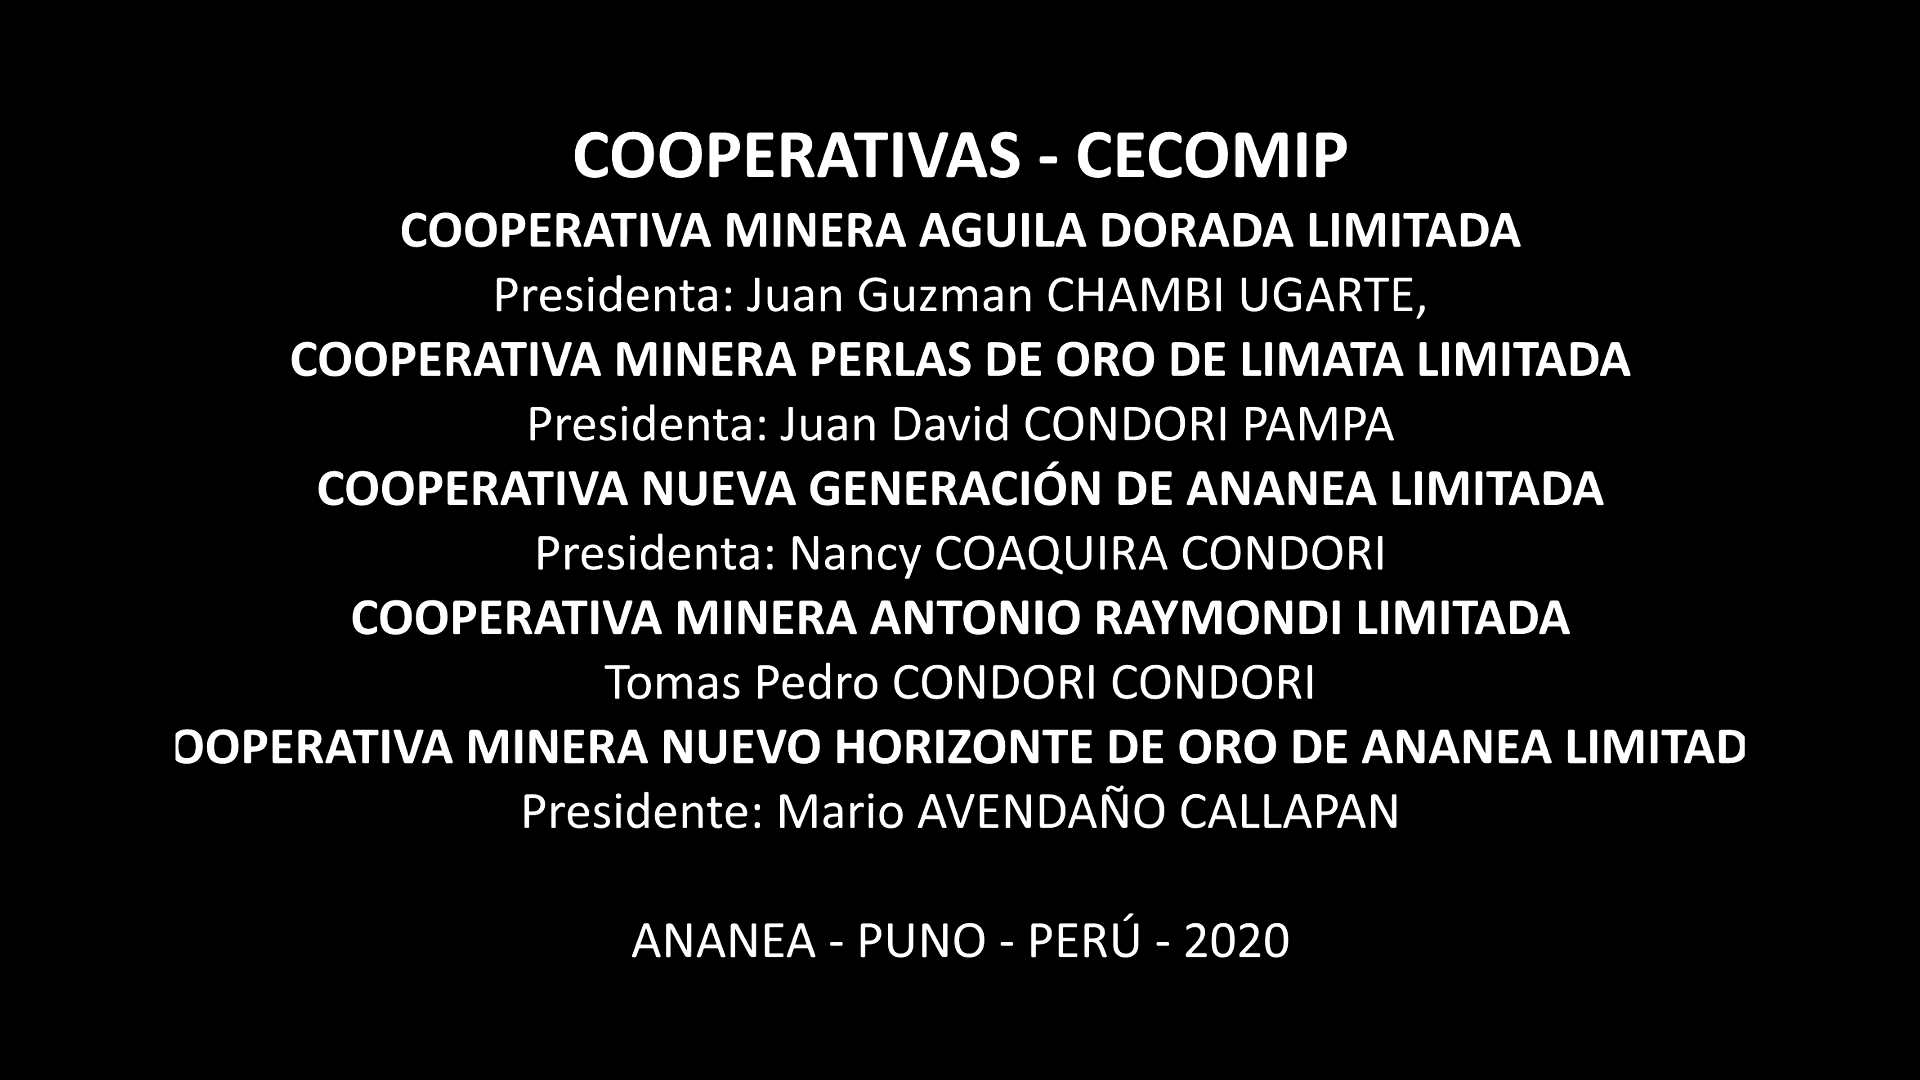 COOPERATIVAS - CECOMIP
COOPERATIVA MINERA AGUILA DORADA LIMITADA
Presidenta: Juan Guzman CHAMBI UGARTE,
COOPERATIVA MINERA PERLAS DE ORO DE LIMATA LIMITADA
Presidenta: Juan David CONDORI PAMPA
COOPERATIVA NUEVA GENERACIÓN DE ANANEA LIMITADA
Presidenta: Nancy COAQUIRA CONDORI
COOPERATIVA MINERA ANTONIO RAYMONDI LIMITADA
Tomas Pedro CONDORI CONDORI
OOPERATIVA MINERA NUEVO HORIZONTE DE ORO DE ANANEA LIMITAD
Presidente: Mario AVENDAÑO CALLAPAN
ANANEA - PUNO - PERÚ - 2020